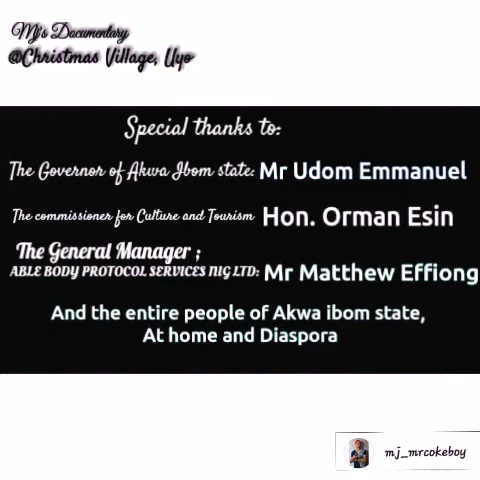 Mj's Documentary
@Christmas Village, Uyo
Special thanks to:
The Governor of Akwa Ibom state: Mr Udom Emmanuel
The commissioner for Culture and Tourism Hon. Orman Esin
The General Manager ;
ABLE BODY PROTOCOL SERVICES NIG LTD: Mr Matthew Effiong
And the entire people of Akwa ibom state,
At home and Diaspora
mj_mrcokeboy